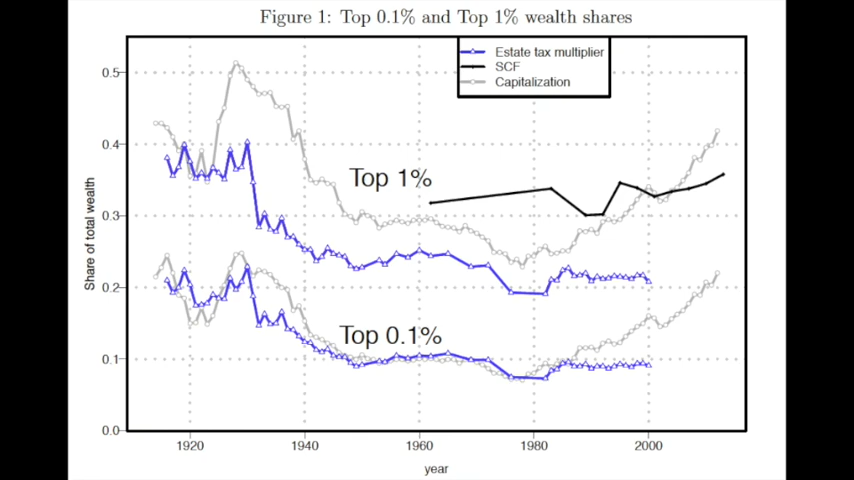 Figure 1: Top 0.1% and Top 1% wealth shares
Estate tax multiplier
SCF
Capitalization
0.5
0.4
Top 1%
0.3
Share of total wealth
0.2
Top 0.1%
0.1
0.0
1920 1940 1960 1980 2000
year